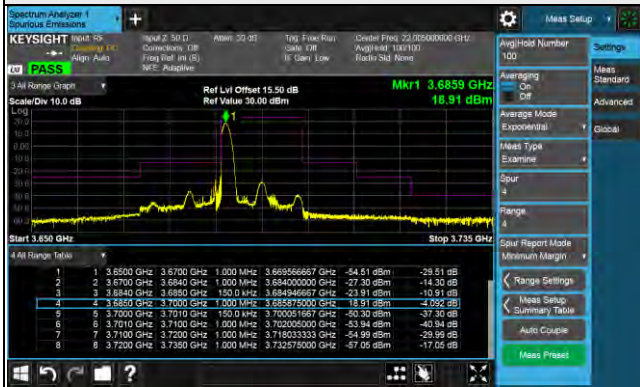 Spectrum Analyzer 1
Spurious Emissions
+
Meas Setup
KEYSIGHT Input: RF
Coupling: DC
Align: Auto
Input Z: 50 Ω
Corrections: Off
Freq Ref: Int (S)
NFE: Adaptive
Atten: 30 dB
Trig: Free Run
Gate: Off
IF Gain: Low
Center Freq: 22.005000000 GHz
Avg|Hold: 100/100
Radio Std: None
LXI PASS
3 All Range Graph
Scale/Div 10.0 dB
Ref Lvl Offset 15.50 dB
Ref Value 30.00 dBm
Mkr1 3.6859 GHz
18.91 dBm
Log
1
Start 3.650 GHz
Stop 3.735 GHz
4 All Range Table
1 1 3.6500 GHz 3.6700 GHz 1.000 MHz 3.669566667 GHz -54.51 dBm -29.51 dB
2 2 3.6700 GHz 3.6840 GHz 1.000 MHz 3.684000000 GHz -27.30 dBm -14.30 dB
3 3 3.6840 GHz 3.6850 GHz 150.0 kHz 3.684946667 GHz -23.91 dBm -10.91 dB
4 4 3.6850 GHz 3.7000 GHz 1.000 MHz 3.685875000 GHz 18.91 dBm -4.092 dB
5 5 3.7000 GHz 3.7010 GHz 150.0 kHz 3.700051667 GHz -50.30 dBm -37.30 dB
6 6 3.7010 GHz 3.7100 GHz 1.000 MHz 3.702005000 GHz -53.94 dBm -40.94 dB
7 7 3.7100 GHz 3.7200 GHz 1.000 MHz 3.718033333 GHz -54.99 dBm -29.99 dB
8 8 3.7200 GHz 3.7350 GHz 1.000 MHz 3.732575000 GHz -57.05 dBm -17.05 dB
?
Avg|Hold Number
100
Averaging
On
Off
Average Mode
Exponential
Meas Type
Examine
Spur
4
Range
4
Spur Report Mode
Minimum Margin
Range Settings
Meas Setup
Summary Table
Auto Couple
Meas Preset
Settings
Meas
Standard
Advanced
Global